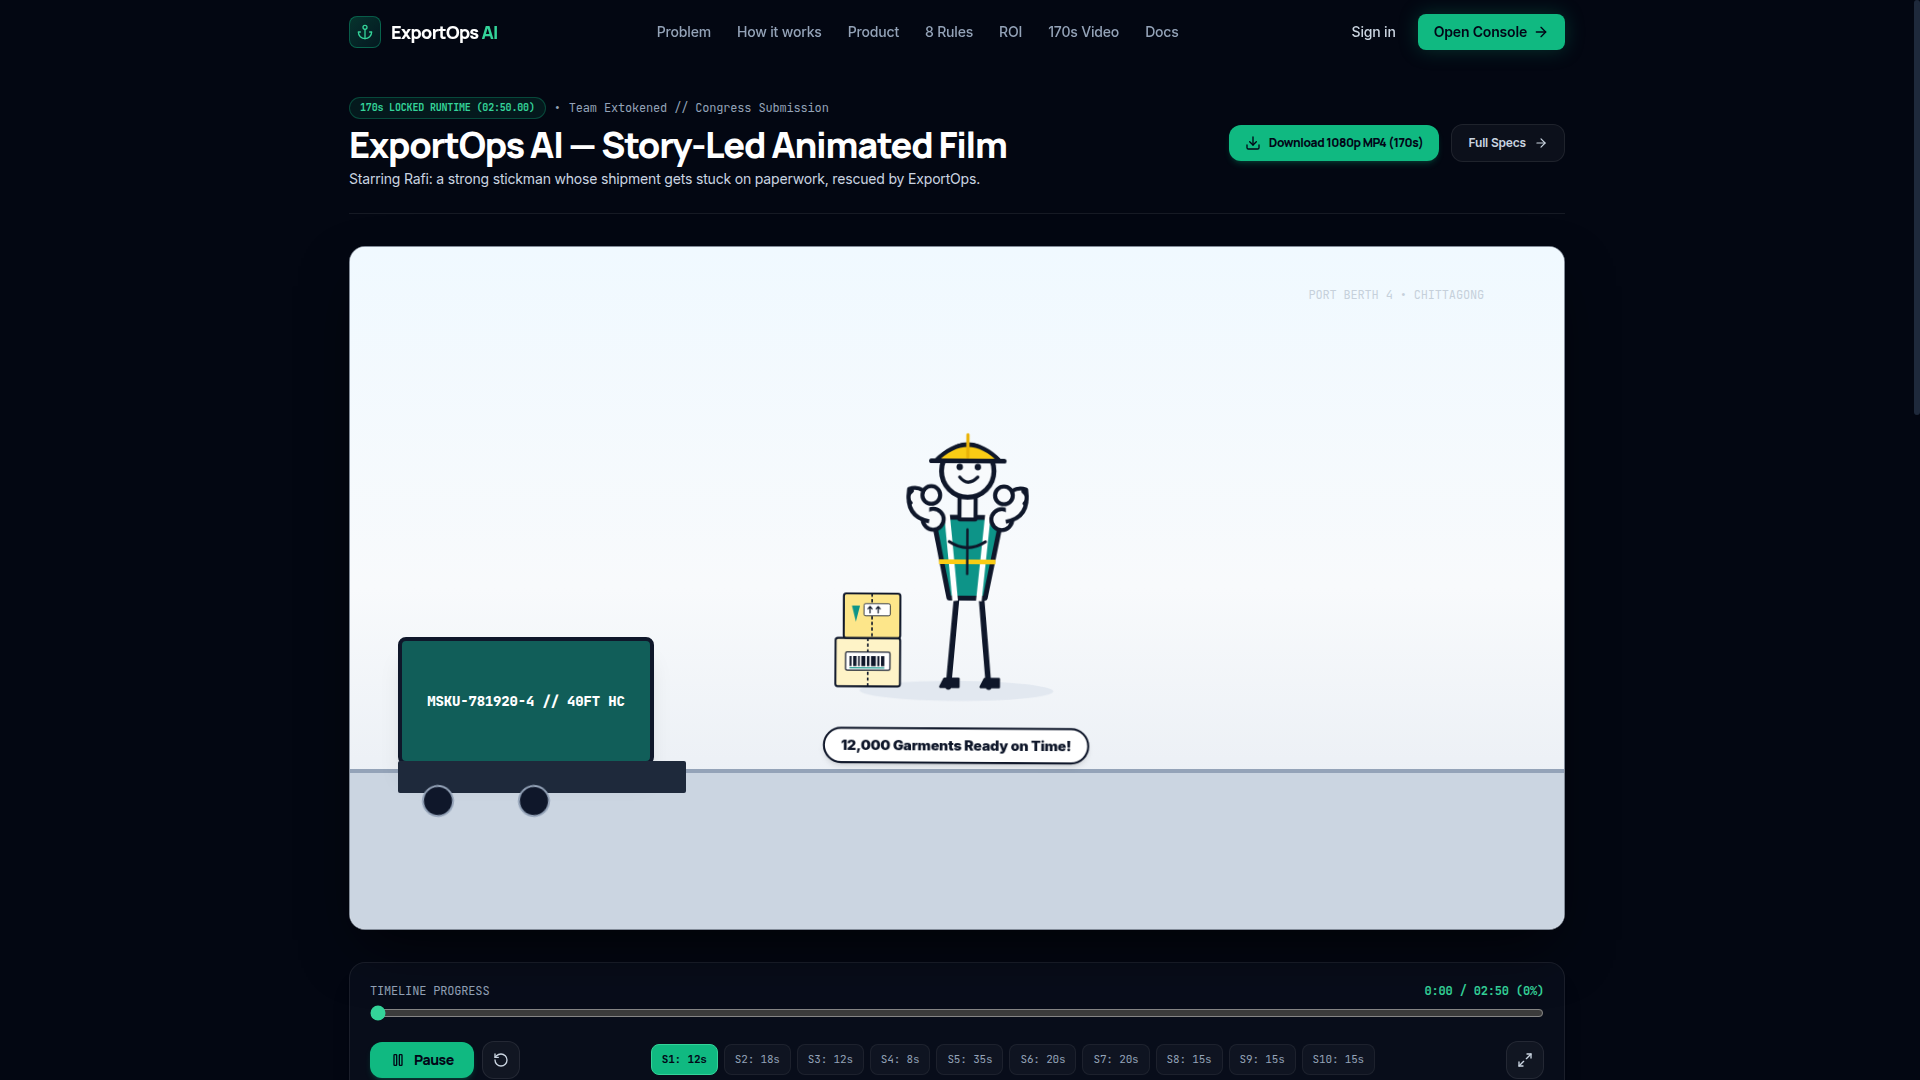 ExportOps AI
Problem
How it works
Product
8 Rules
ROI
170s Video
Docs
Sign in
Open Console →
170s LOCKED RUNTIME (02:50.00) • Team Extokened // Congress Submission
ExportOps AI — Story-Led Animated Film
Download 1080p MP4 (170s)
Full Specs →
Starring Rafi: a strong stickman whose shipment gets stuck on paperwork, rescued by ExportOps.
PORT BERTH 4 • CHITTAGONG
MSKU-781920-4 // 40FT HC
12,000 Garments Ready on Time!
TIMELINE PROGRESS
0:00 / 02:50 (0%)
Pause
S1: 12s
S2: 18s
S3: 12s
S4: 8s
S5: 35s
S6: 20s
S7: 20s
S8: 15s
S9: 15s
S10: 15s